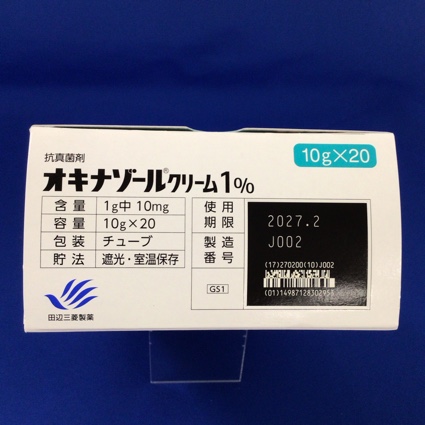 抗真菌剤
10g×20
オキナゾール®クリーム1%
含量 1g中 10mg
容量 10g×20
包装 チューブ
貯法 遮光・室温保存
使用期限 2027.2
製造番号 J002
(17)270200(10)J002
GS1
(01)14987128302958
田辺三菱製薬